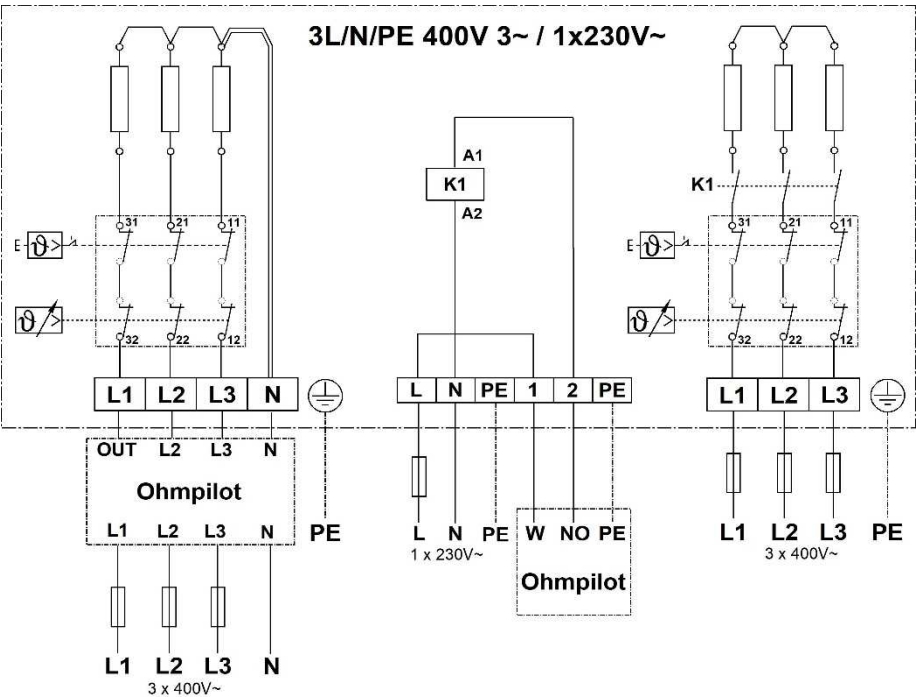 3L/N/PE 400V 3~ / 1x230V~
A1
K1
A2
K1
31 21 11
E ϑ>
ϑ>
32 22 12
31 21 11
E ϑ>
ϑ>
32 22 12
L1 L2 L3 N
L N PE 1 2 PE
L1 L2 L3
OUT L2 L3 N
Ohmpilot
L1 L2 L3 N
PE
L N PE W NO PE
1 x 230V~
Ohmpilot
L1 L2 L3 PE
3 x 400V~
L1 L2 L3 N
3 x 400V~